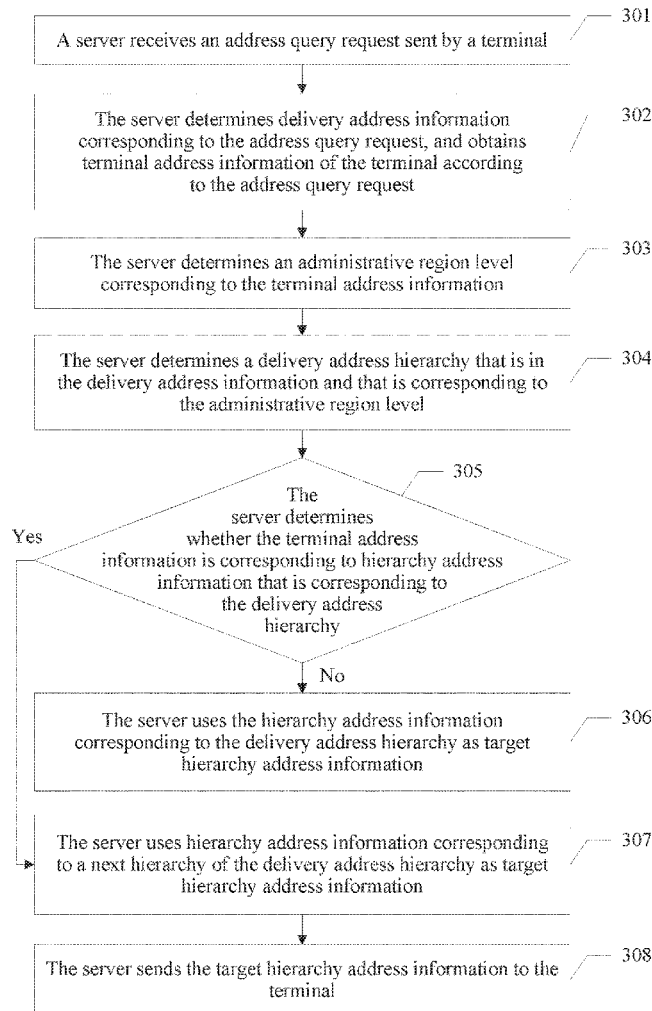 301
A server receives an address query request sent by a terminal
302
The server determines delivery address information
corresponding to the address query request, and obtains
terminal address information of the terminal according
to the address query request
303
The server determines an administrative region level
corresponding to the terminal address information
304
The server determines a delivery address hierarchy that is in
the delivery address information and that is corresponding to
the administrative region level
305
The
server determines
whether the terminal address
information is corresponding to hierarchy address
information that is corresponding to
the delivery address
hierarchy
Yes
No
306
The server uses the hierarchy address information
corresponding to the delivery address hierarchy as target
hierarchy address information
307
The server uses hierarchy address information corresponding
to a next hierarchy of the delivery address hierarchy as target
hierarchy address information
308
The server sends the target hierarchy address information to the
terminal